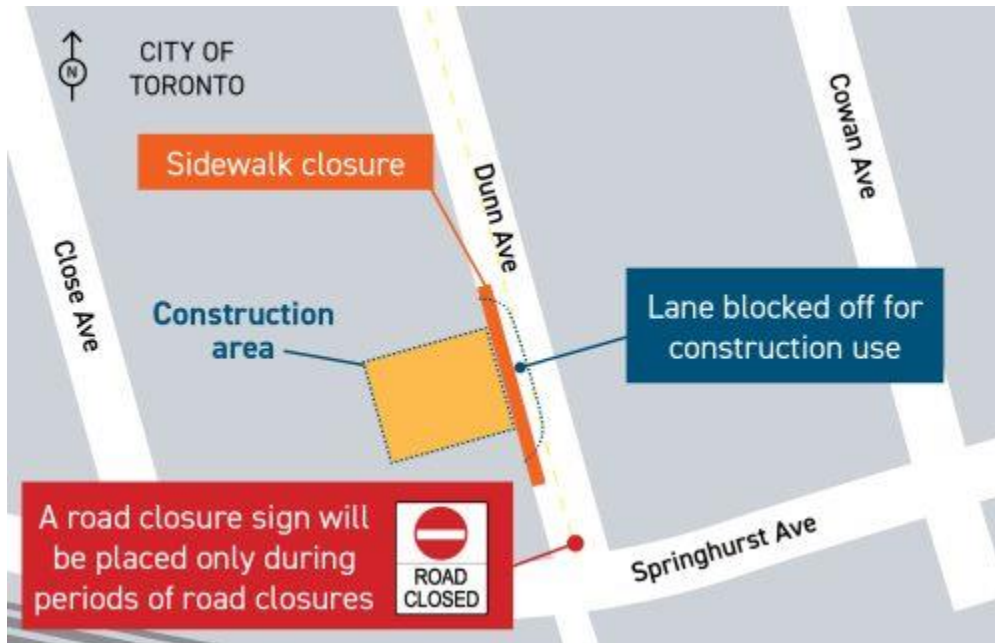 N
CITY OF
TORONTO
Sidewalk closure
Dunn Ave
Cowan Ave
Close Ave
Construction
area
Lane blocked off for
construction use
A road closure sign will
be placed only during
periods of road closures
ROAD
CLOSED
Springhurst Ave